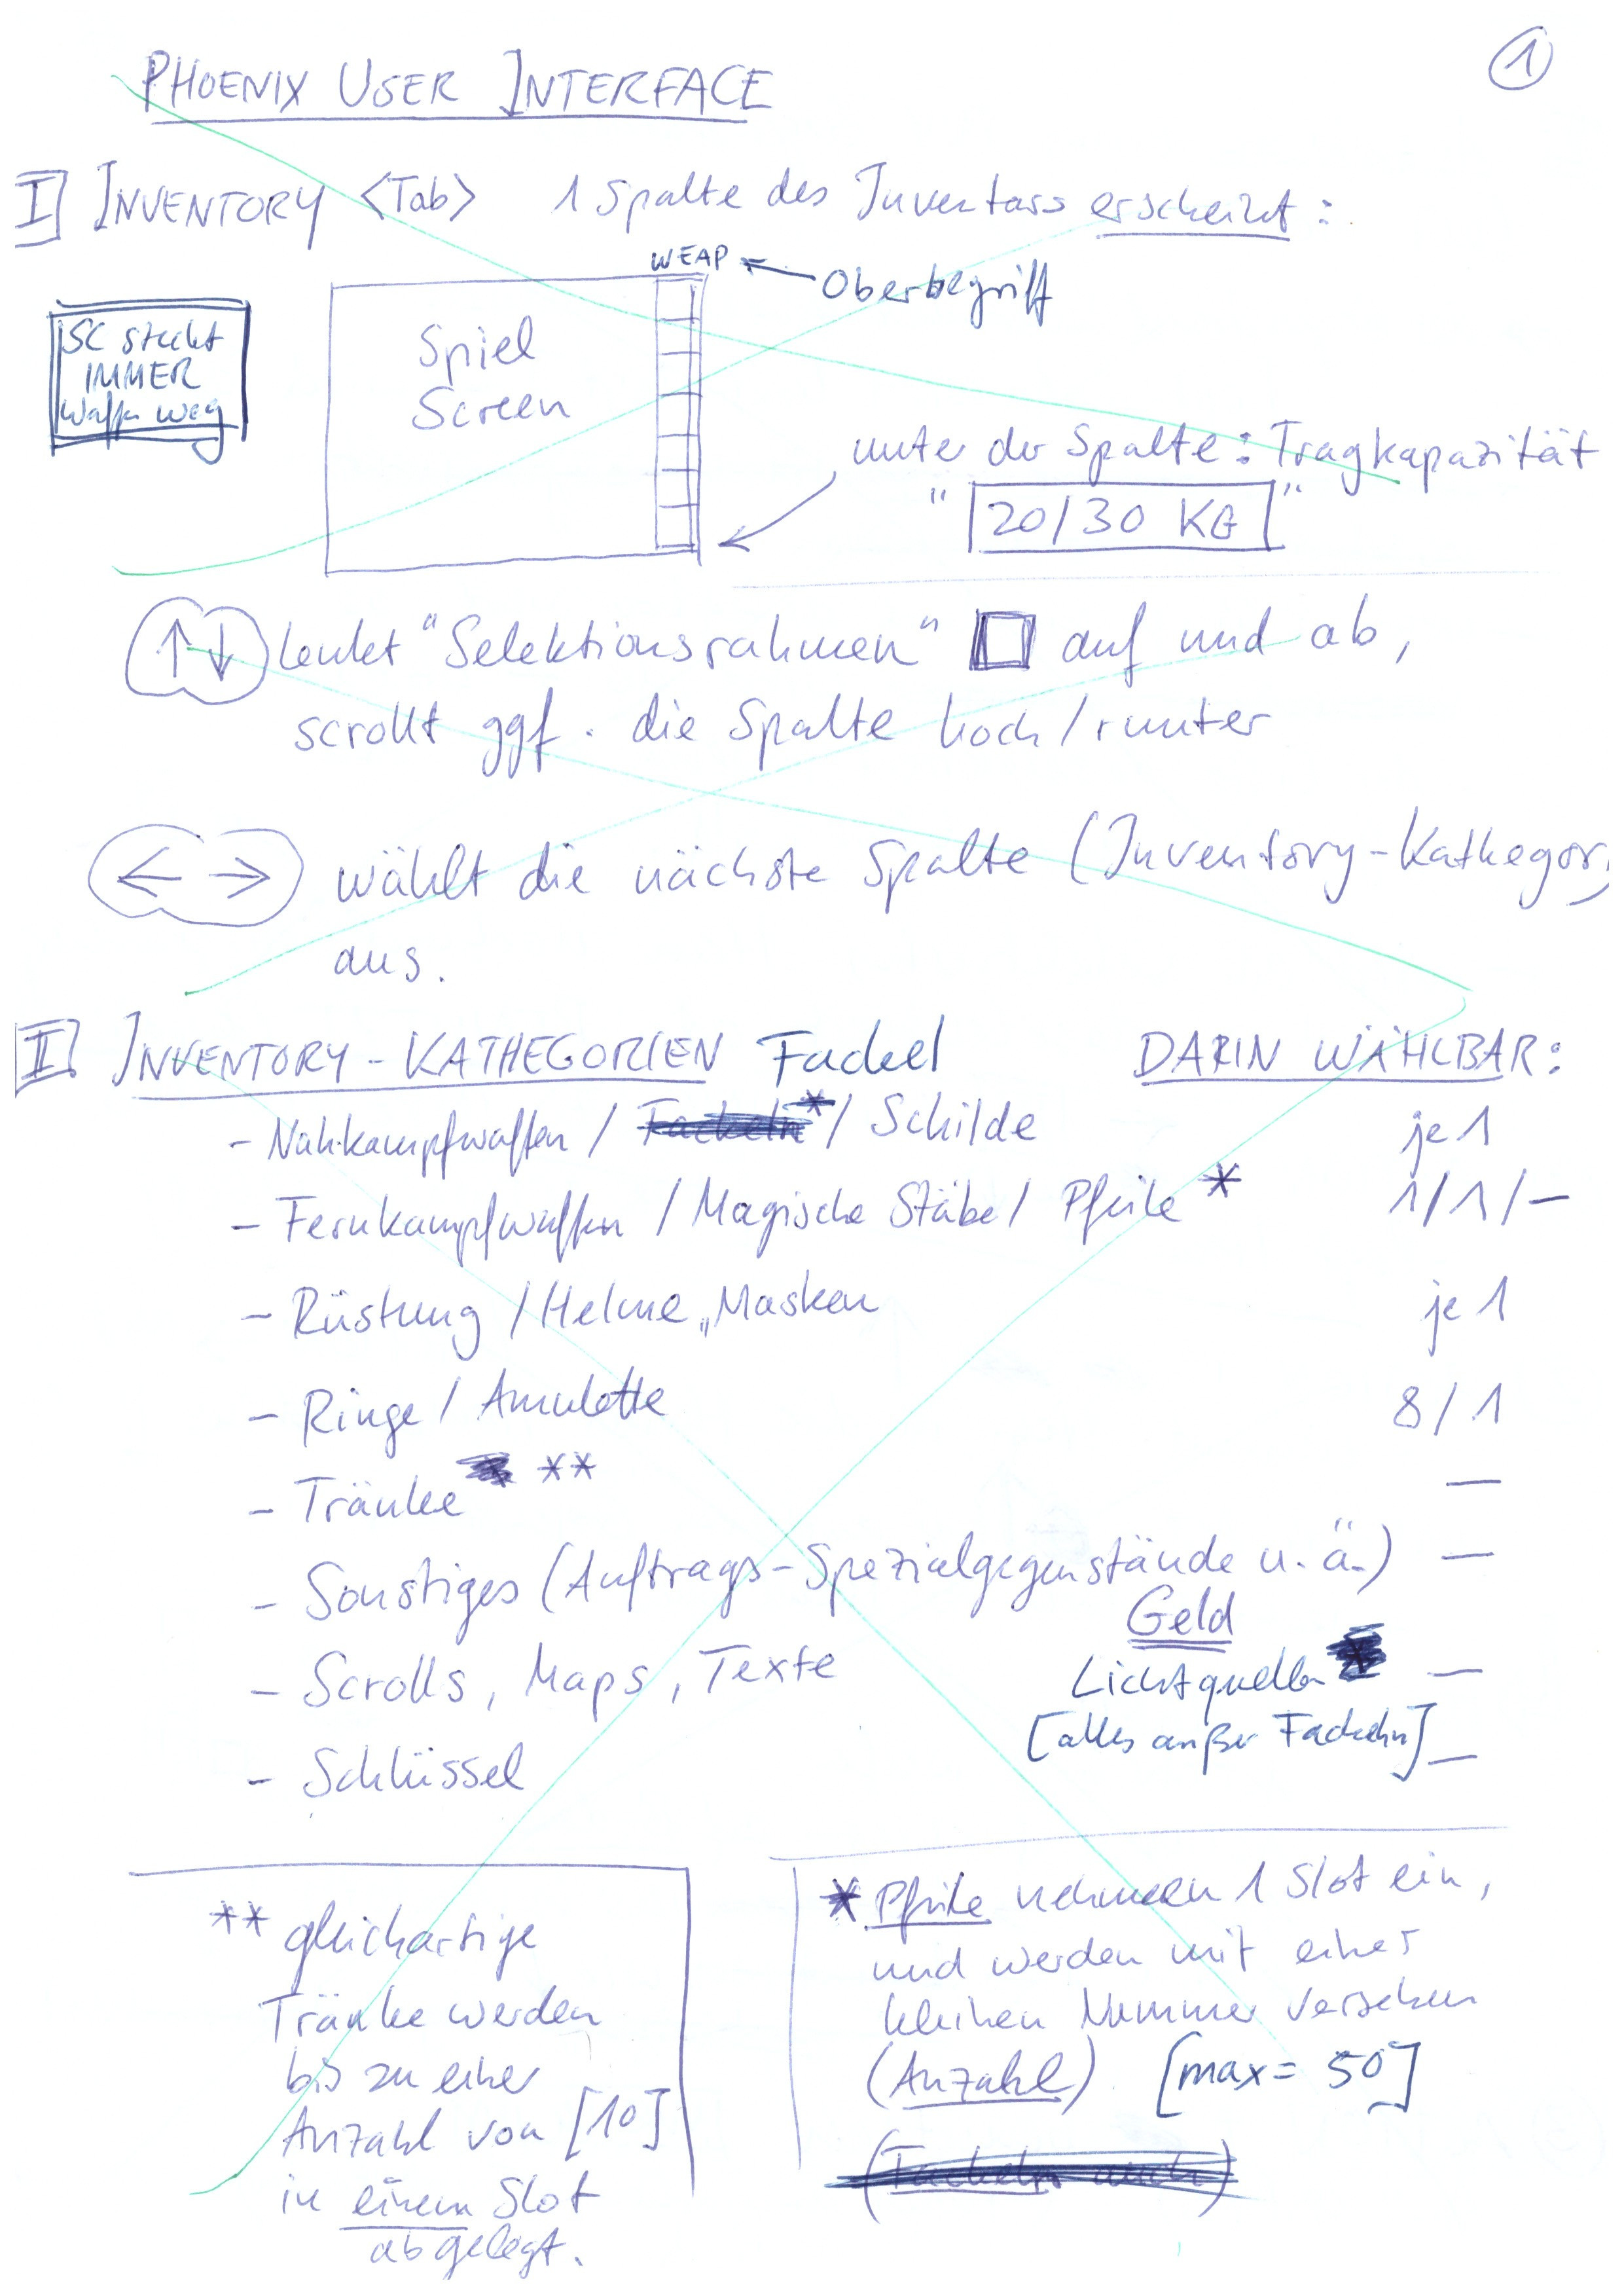 PHOENIX USER INTERFACE
1
I INVENTORY <Tab> 1 Spalte des Inventars erscheint:
WEAP ← Oberbegriff
SC steckt
IMMER
Waffe weg
Spiel
Screen
unter der Spalte: Tragkapazität
"20/30 KG"
↑↓ lenkt "Selektionsrahmen" auf und ab,
scrollt ggf. die Spalte hoch/runter
← → wählt die nächste Spalte (Inventory-Kathegor
aus.
II INVENTORY-KATHEGORIEN Fackel DARIN WÄHLBAR:
- Nahkampfwaffen / Fackeln* / Schilde je 1
- Fernkampfwaffen / Magische Stäbe / Pfeile * 1/1/-
- Rüstung / Helme, Masken je 1
- Ringe / Amulette 8/1
- Tränke ** —
- Sonstiges (Auftrags-Spezialgegenstände u.ä.) —
Geld
- Scrolls, Maps, Texte Lichtquellen —
[alles außer Fackeln] —
- Schlüssel
** gleichartige
Tränke werden
bis zu einer
Anzahl von [10]
in einem Slot
abgelegt.
* Pfeile nehmen 1 Slot ein,
und werden mit einer
kleinen Nummer versehen
(Anzahl) [max = 50]
(Fackeln auch)